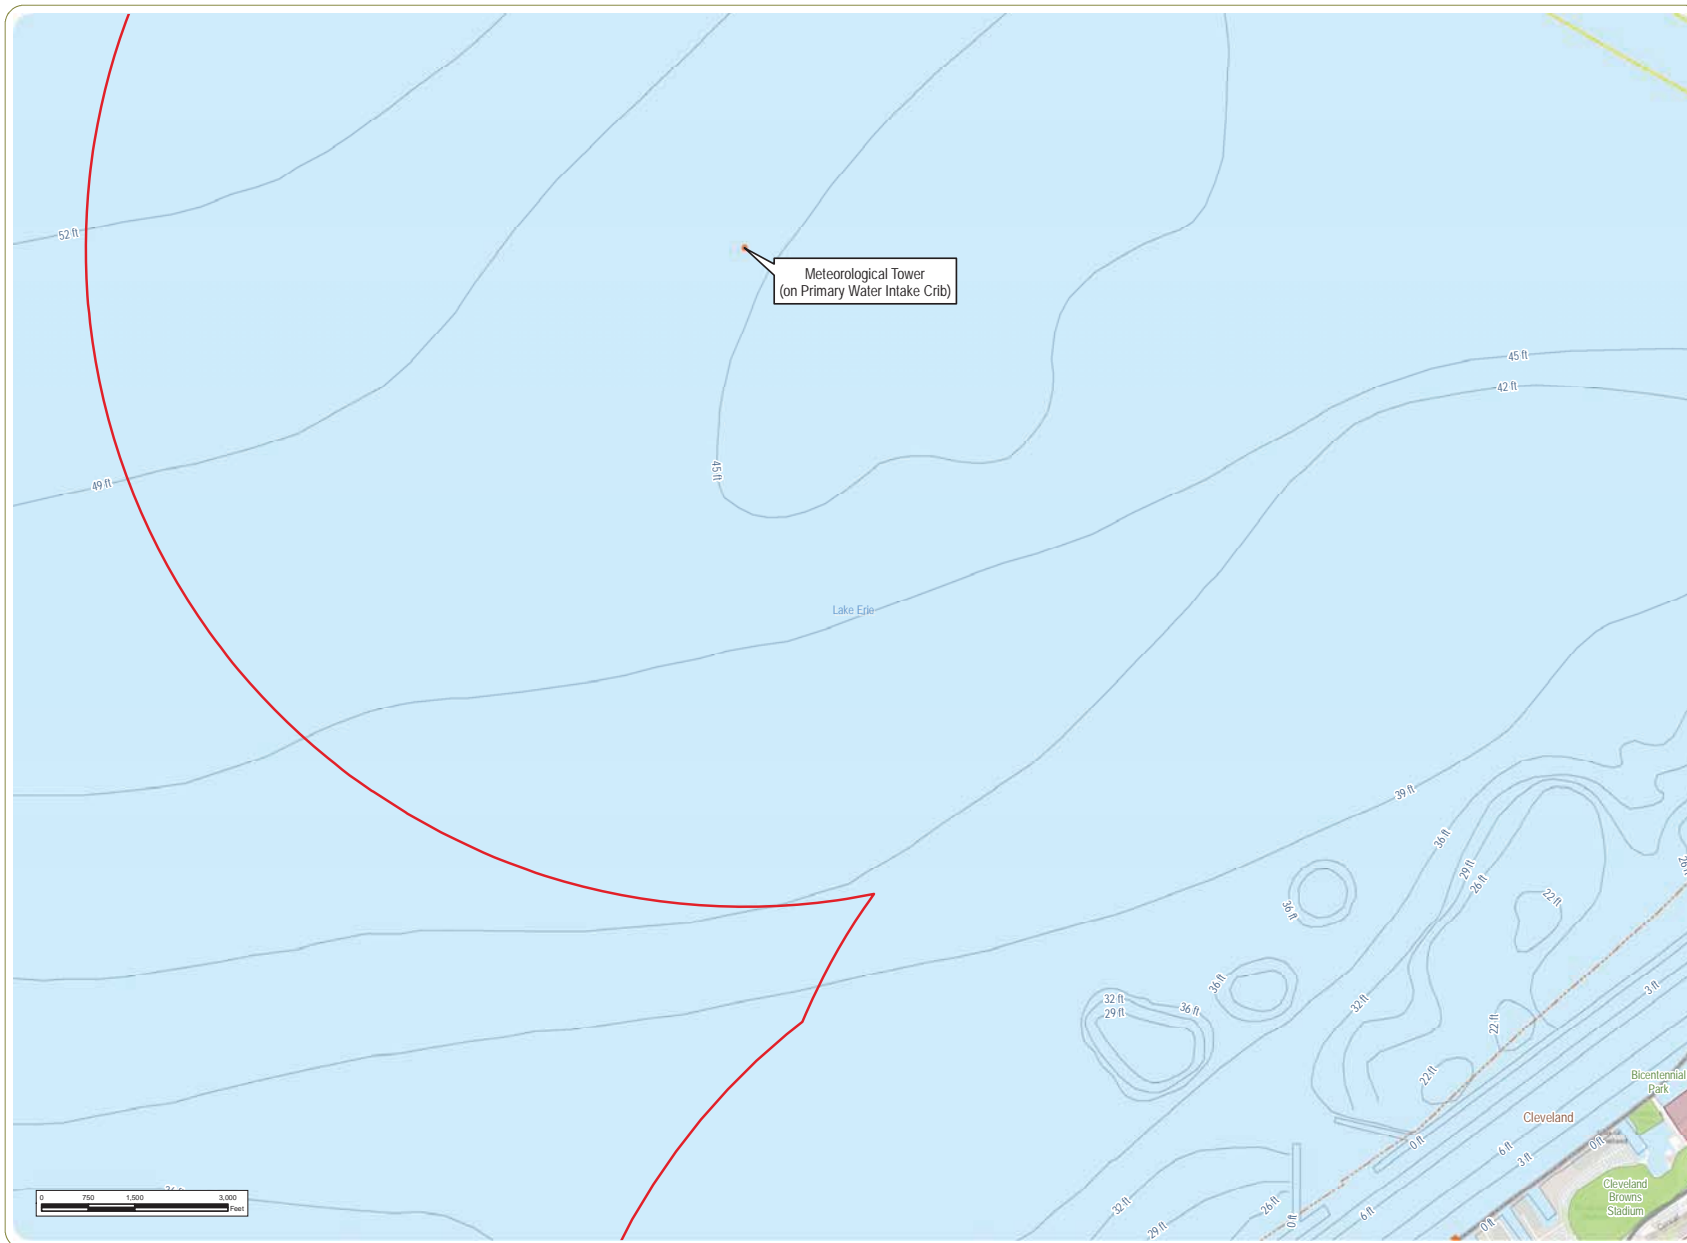 52 ft
Meteorological Tower
(on Primary Water Intake Crib)
45 ft
42 ft
45 ft
49 ft
Lake Erie
39 ft
36 ft
29 ft
26 ft
26 ft
22 ft
36 ft
36 ft
32 ft
29 ft
36 ft
32 ft
22 ft
3 ft
22 ft
Bicentennial
Park
Cleveland
0 ft
6 ft
3 ft
0 ft
Cleveland
Browns
Stadium
32 ft
29 ft
26 ft
0 ft
6 ft
0 ft
0 750 1,500 3,000
Feet